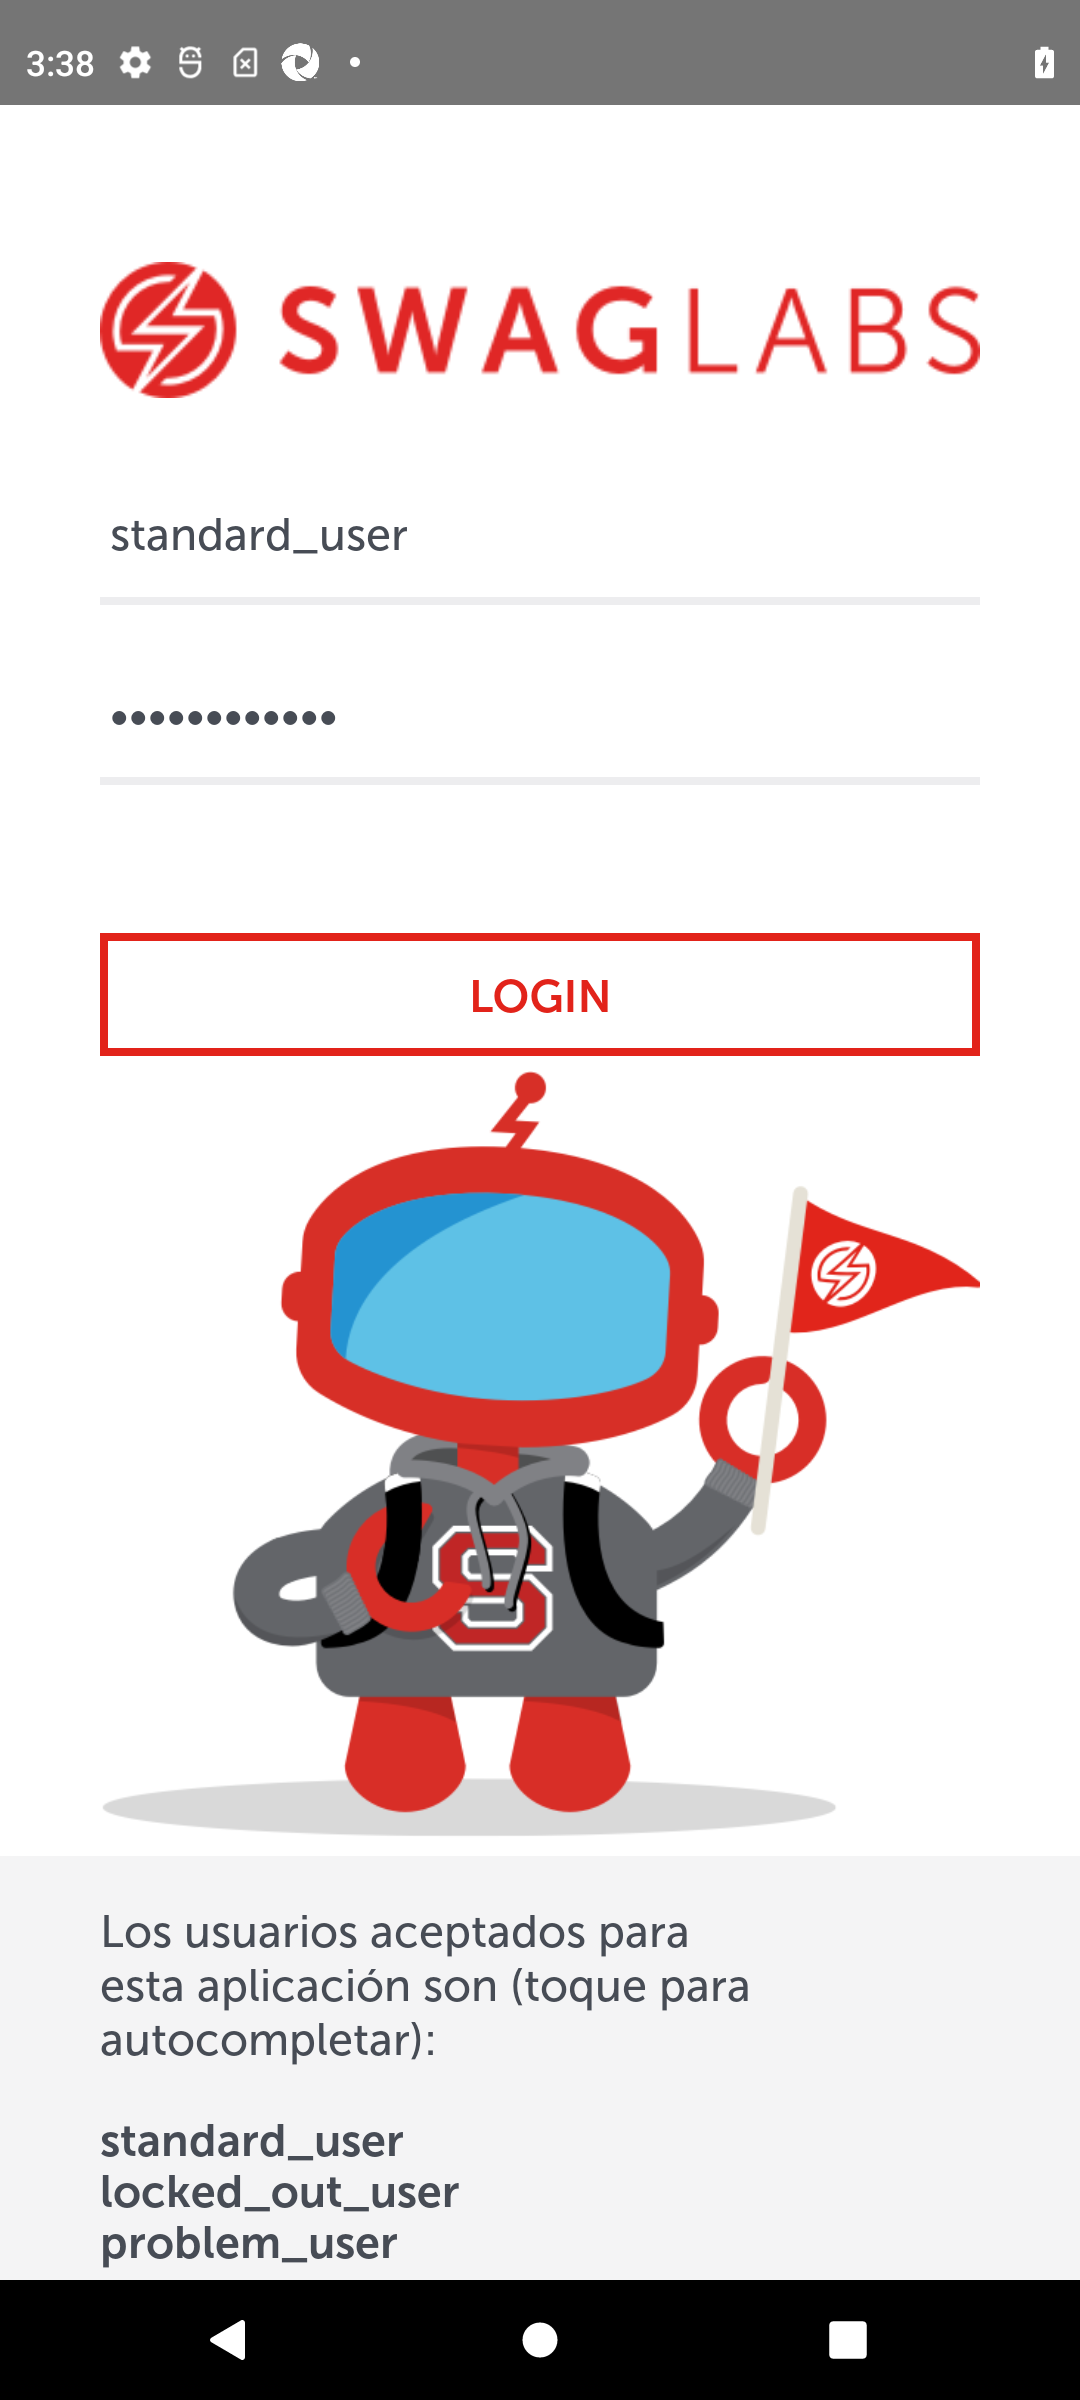 3:38
SWAGLABS
standard_user
••••••••••••
LOGIN
S
Los usuarios aceptados para
esta aplicación son (toque para
autocompletar):
standard_user
locked_out_user
problem_user